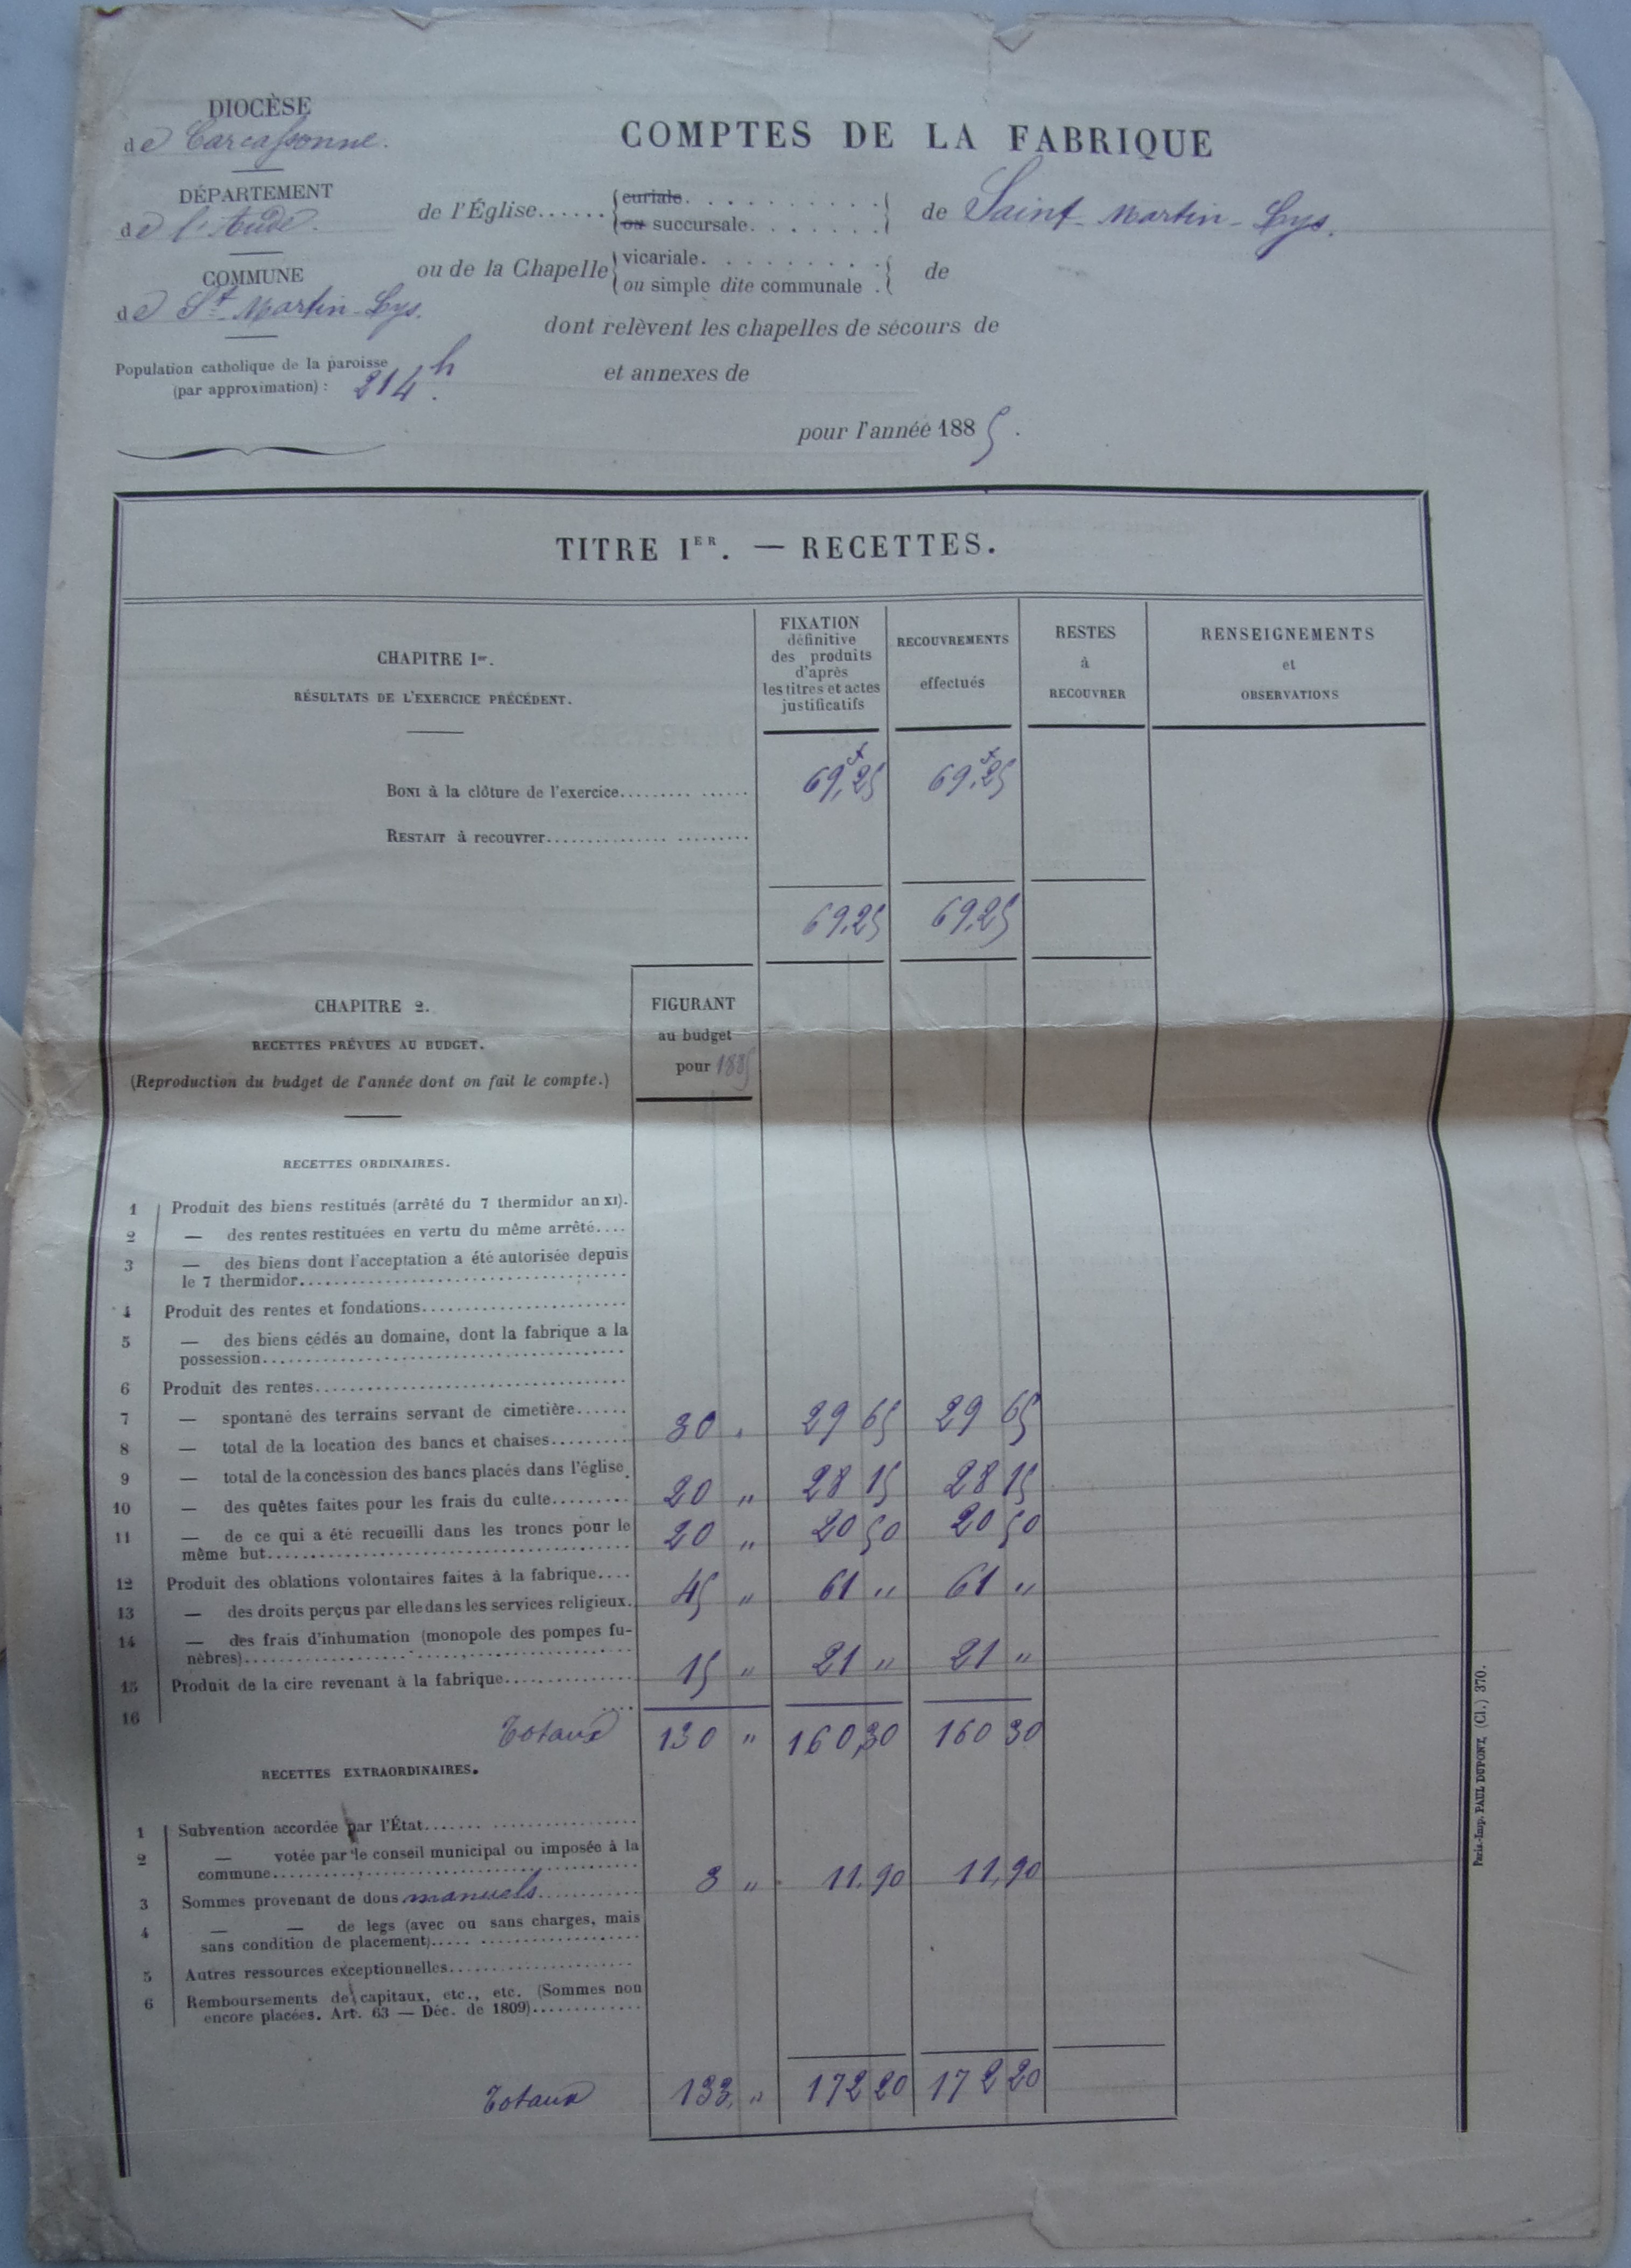 DIOCÈSE
de Carcassonne.
DÉPARTEMENT
de l'Aude.
COMMUNE
de St Martin-Lys.
Population catholique de la paroisse
(par approximation) : 214 h.
COMPTES DE LA FABRIQUE
de l'Église...... curiale. . . . . . . . . . . de Saint-Martin-Lys.
ou succursale. . . . . . .
ou de la Chapelle vicariale. . . . . . . . . de
ou simple dite communale .
dont relèvent les chapelles de sécours de
et annexes de
pour l'année 1885.
TITRE IER. — RECETTES.
CHAPITRE Ier.
RÉSULTATS DE L'EXERCICE PRÉCÉDENT.
FIXATION
définitive
des produits
d'après
les titres et actes
justificatifs
RECOUVREMENTS
effectués
RESTES
à
RECOUVRER
RENSEIGNEMENTS
et
OBSERVATIONS
BONI à la clôture de l'exercice............... 69,25 69,25
RESTAIT à recouvrer......................
69,25 69,25
CHAPITRE 2.
RECETTES PRÉVUES AU BUDGET.
(Reproduction du budget de l'année dont on fait le compte.)
FIGURANT
au budget
pour 1885
RECETTES ORDINAIRES.
1 Produit des biens restitués (arrêté du 7 thermidor an XI).
2 — des rentes restituées en vertu du même arrêté....
3 — des biens dont l'acceptation a été autorisée depuis
le 7 thermidor...............
4 Produit des rentes et fondations...............
5 — des biens cédés au domaine, dont la fabrique a la
possession...............
6 Produit des rentes...............
7 — spontané des terrains servant de cimetière......
8 — total de la location des bancs et chaises......... 30 " 29 65 29 65
9 — total de la concession des bancs placés dans l'église.
10 — des quêtes faites pour les frais du culte......... 20 " 28 15 28 15
11 — de ce qui a été recueilli dans les troncs pour le
même but............... 20 " 20 50 20 50
12 Produit des oblations volontaires faites à la fabrique....
13 — des droits perçus par elle dans les services religieux. 45 " 61 " 61 "
14 — des frais d'inhumation (monopole des pompes fu-
nèbres)...............
15 Produit de la cire revenant à la fabrique............... 15 " 21 " 21 "
16
Totaux 130 " 160,30 160 30
RECETTES EXTRAORDINAIRES.
1 Subvention accordée par l'État...............
2 — votée par le conseil municipal ou imposée à la
commune...............
3 Sommes provenant de dons manuels............ 3 " 11.90 11,90
4 — — de legs (avec ou sans charges, mais
sans condition de placement)...............
5 Autres ressources exceptionnelles...............
6 Remboursements de capitaux, etc., etc. (Sommes non
encore placées. Art. 63 — Déc. de 1809)............
Totaux 133, " 172 20 172 20
Paris.-Imp. PAUL DUPONT, (Cl.) 370.